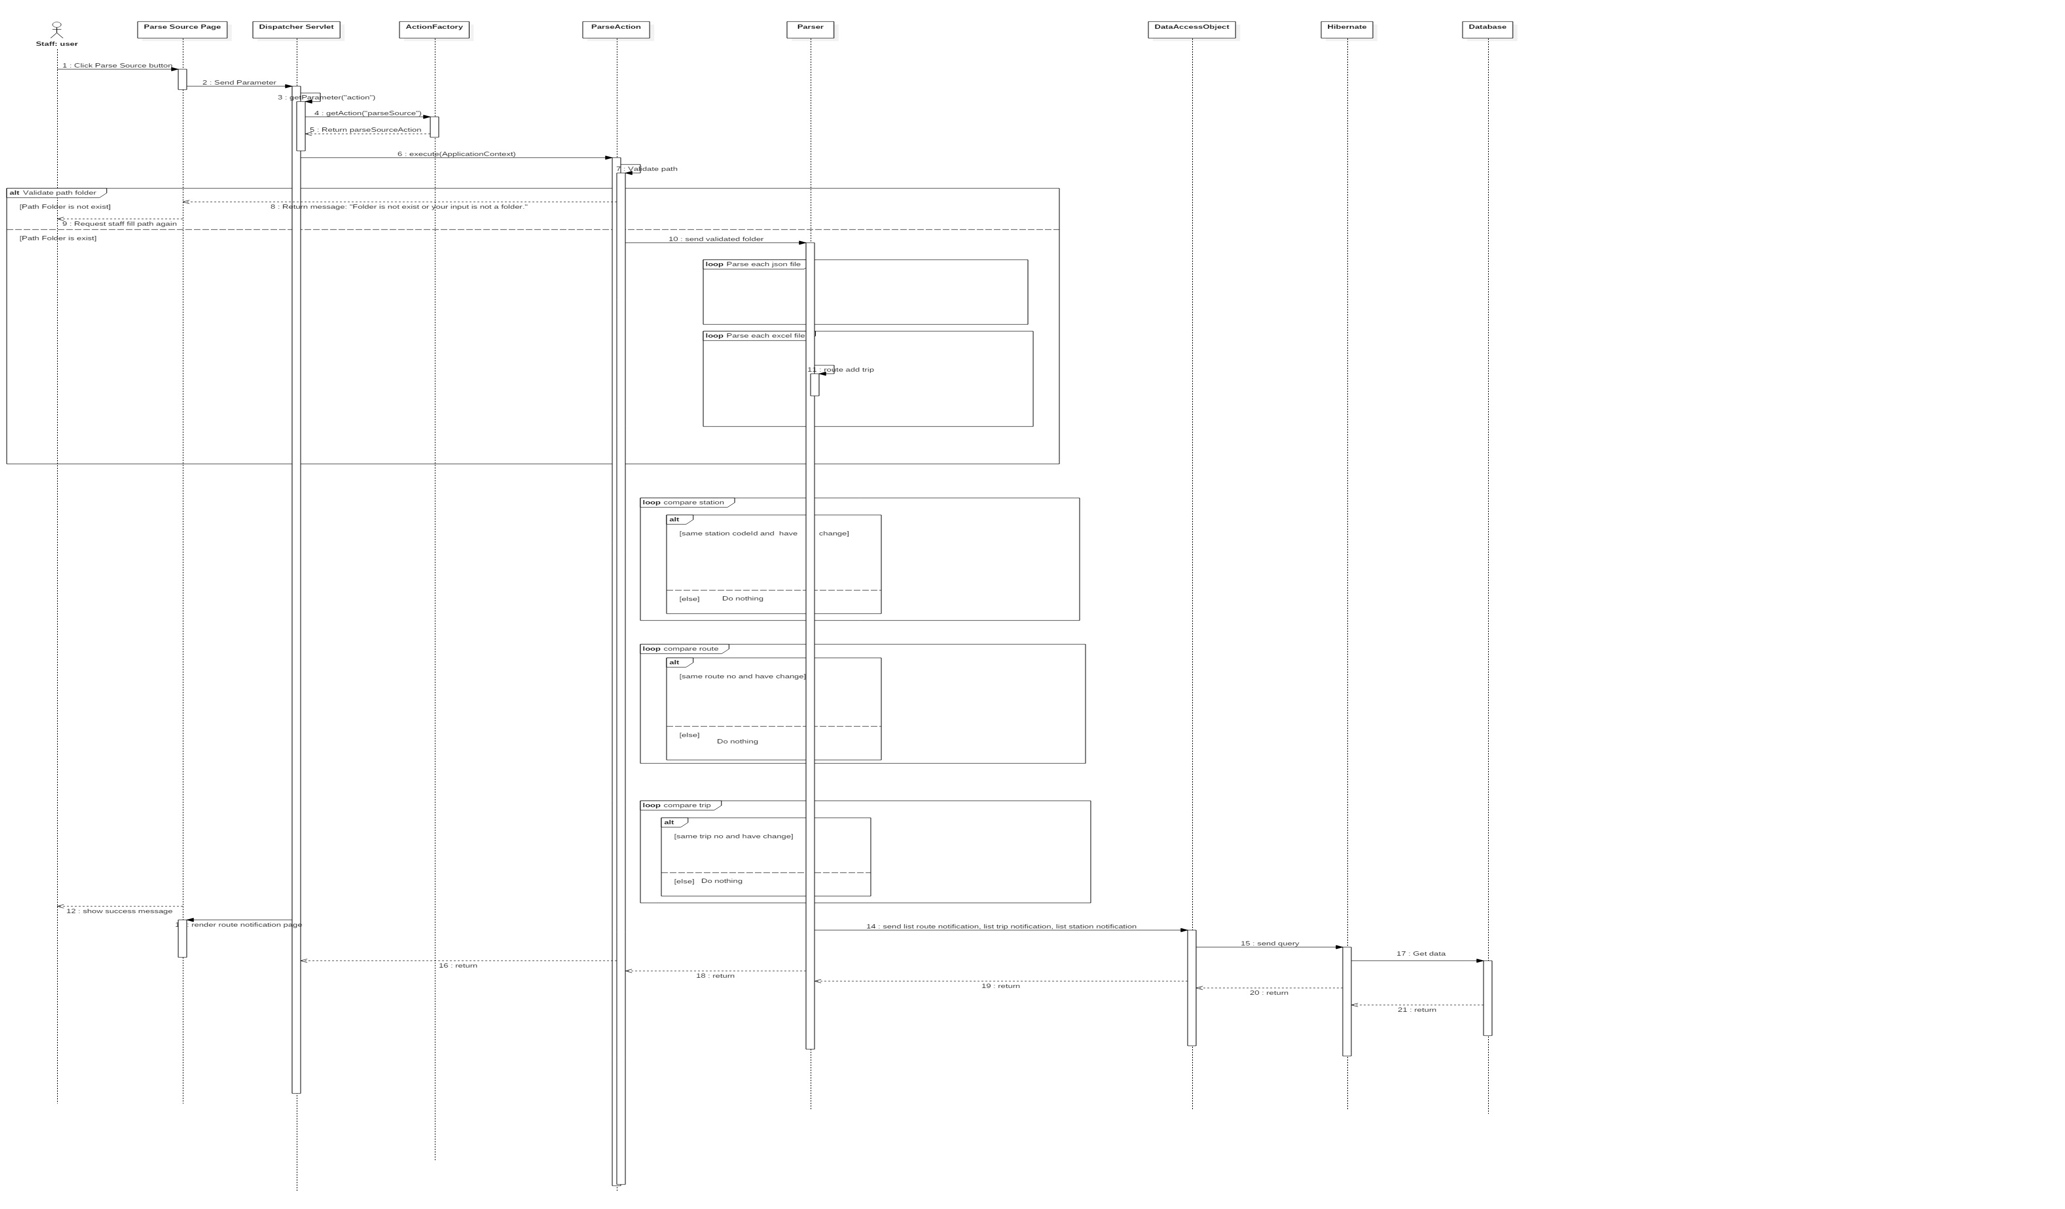 Parse Source Page
Dispatcher Servlet
ActionFactory
ParseAction
Parser
DataAccessObject
Hibernate
Database
Staff: user
1 : Click Parse Source button
2 : Send Parameter
3 : getParameter("action")
4 : getAction("parseSource")
5 : Return parseSourceAction
6 : execute(ApplicationContext)
7 : Validate path
alt Validate path folder
[Path Folder is not exist]
8 : Return message: "Folder is not exist or your input is not a folder."
9 : Request staff fill path again
[Path Folder is exist]
10 : send validated folder
loop Parse each json file
loop Parse each excel file
11 : route add trip
loop compare station
alt
[same station codeId and have change]
[else] Do nothing
loop compare route
alt
[same route no and have change]
[else]
Do nothing
loop compare trip
alt
[same trip no and have change]
[else] Do nothing
12 : show success message
render route notification page
14 : send list route notification, list trip notification, list station notification
15 : send query
17 : Get data
16 : return
18 : return
19 : return
20 : return
21 : return